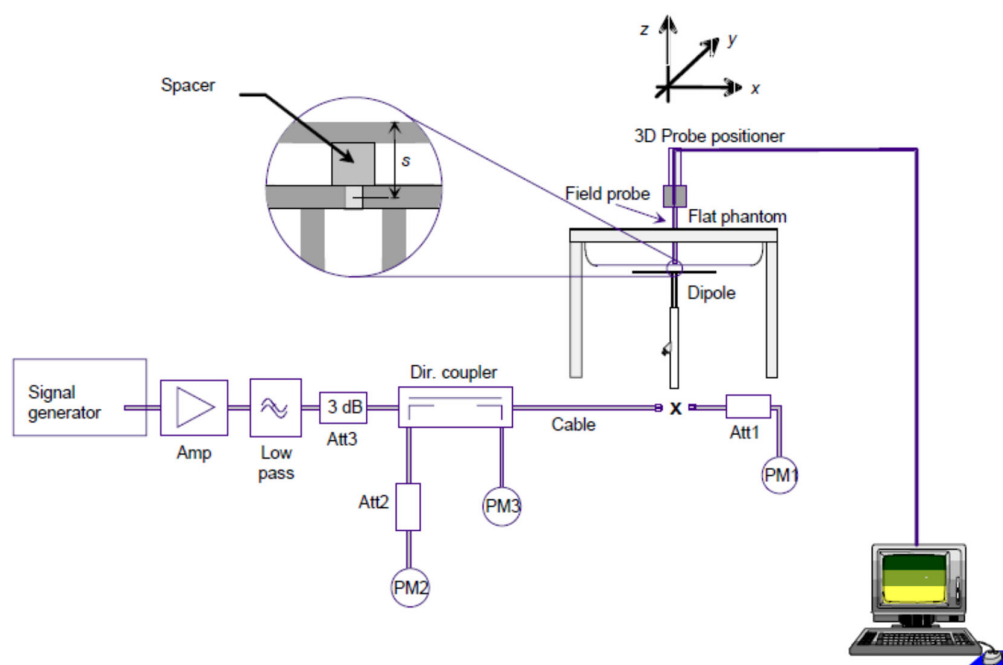 z
y
x
Spacer
s
3D Probe positioner
Field probe
Flat phantom
Dipole
Signal
generator
Amp
Low
pass
3 dB
Att3
Dir. coupler
Cable
X
Att1
PM1
Att2
PM3
PM2